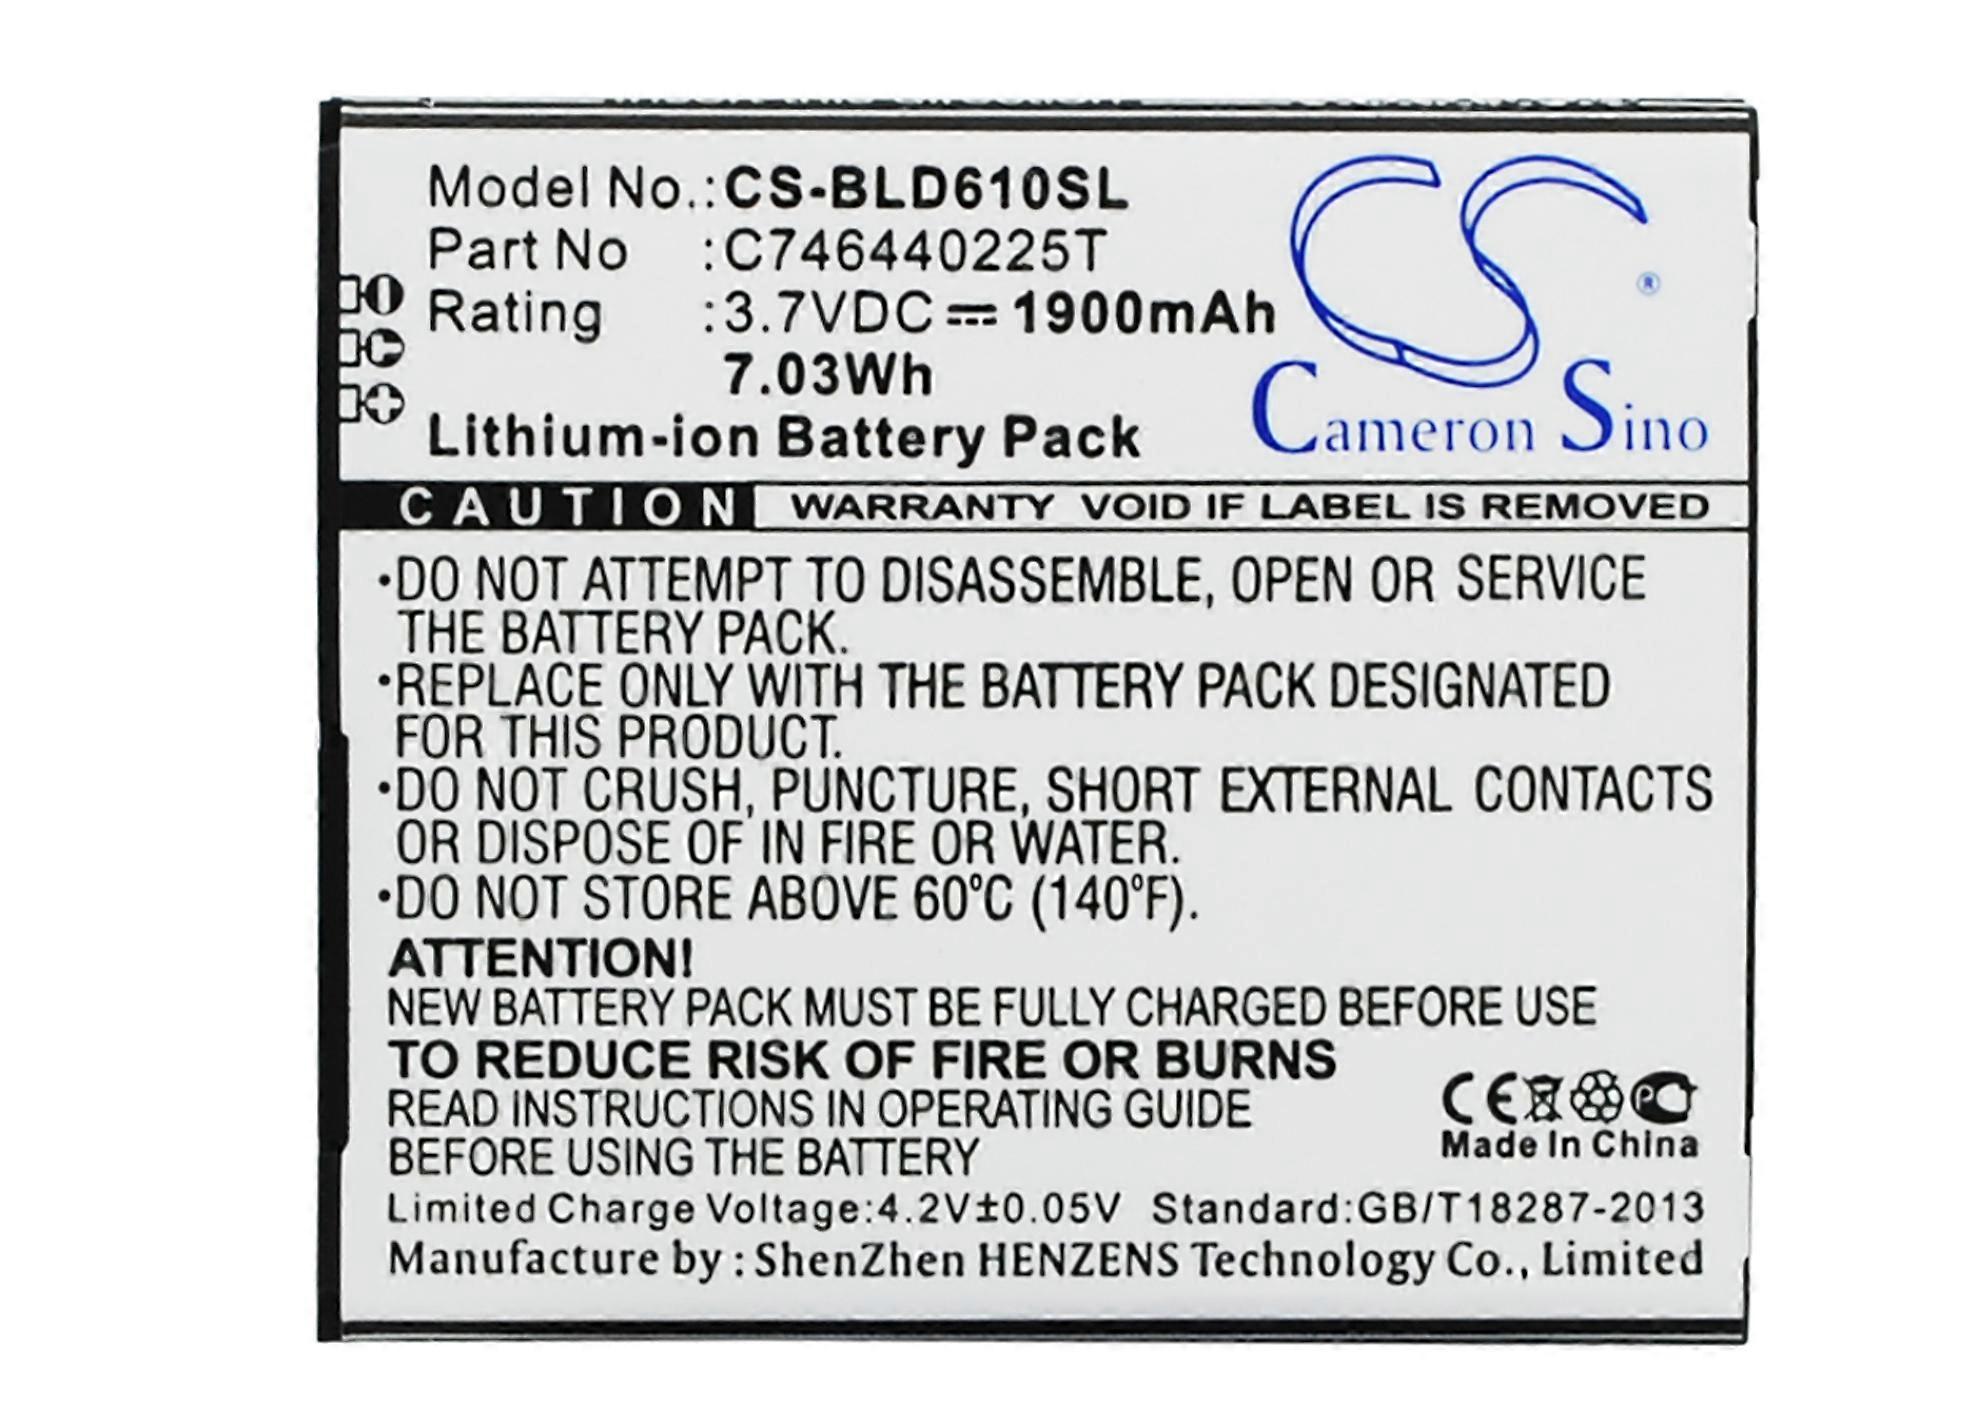 Model No.:CS-BLD610SL
Part No :C746440225T
Rating :3.7VDC 1900mAh
7.03Wh
Lithium-ion Battery Pack
®
Cameron Sino
CAUTION WARRANTY VOID IF LABEL IS REMOVED
•DO NOT ATTEMPT TO DISASSEMBLE, OPEN OR SERVICE
THE BATTERY PACK.
•REPLACE ONLY WITH THE BATTERY PACK DESIGNATED
FOR THIS PRODUCT.
•DO NOT CRUSH, PUNCTURE, SHORT EXTERNAL CONTACTS
OR DISPOSE OF IN FIRE OR WATER.
•DO NOT STORE ABOVE 60°C (140°F).
ATTENTION!
NEW BATTERY PACK MUST BE FULLY CHARGED BEFORE USE
TO REDUCE RISK OF FIRE OR BURNS
READ INSTRUCTIONS IN OPERATING GUIDE
BEFORE USING THE BATTERY
CE
Made In China
Limited Charge Voltage:4.2V±0.05V Standard:GB/T18287-2013
Manufacture by : ShenZhen HENZENS Technology Co., Limited